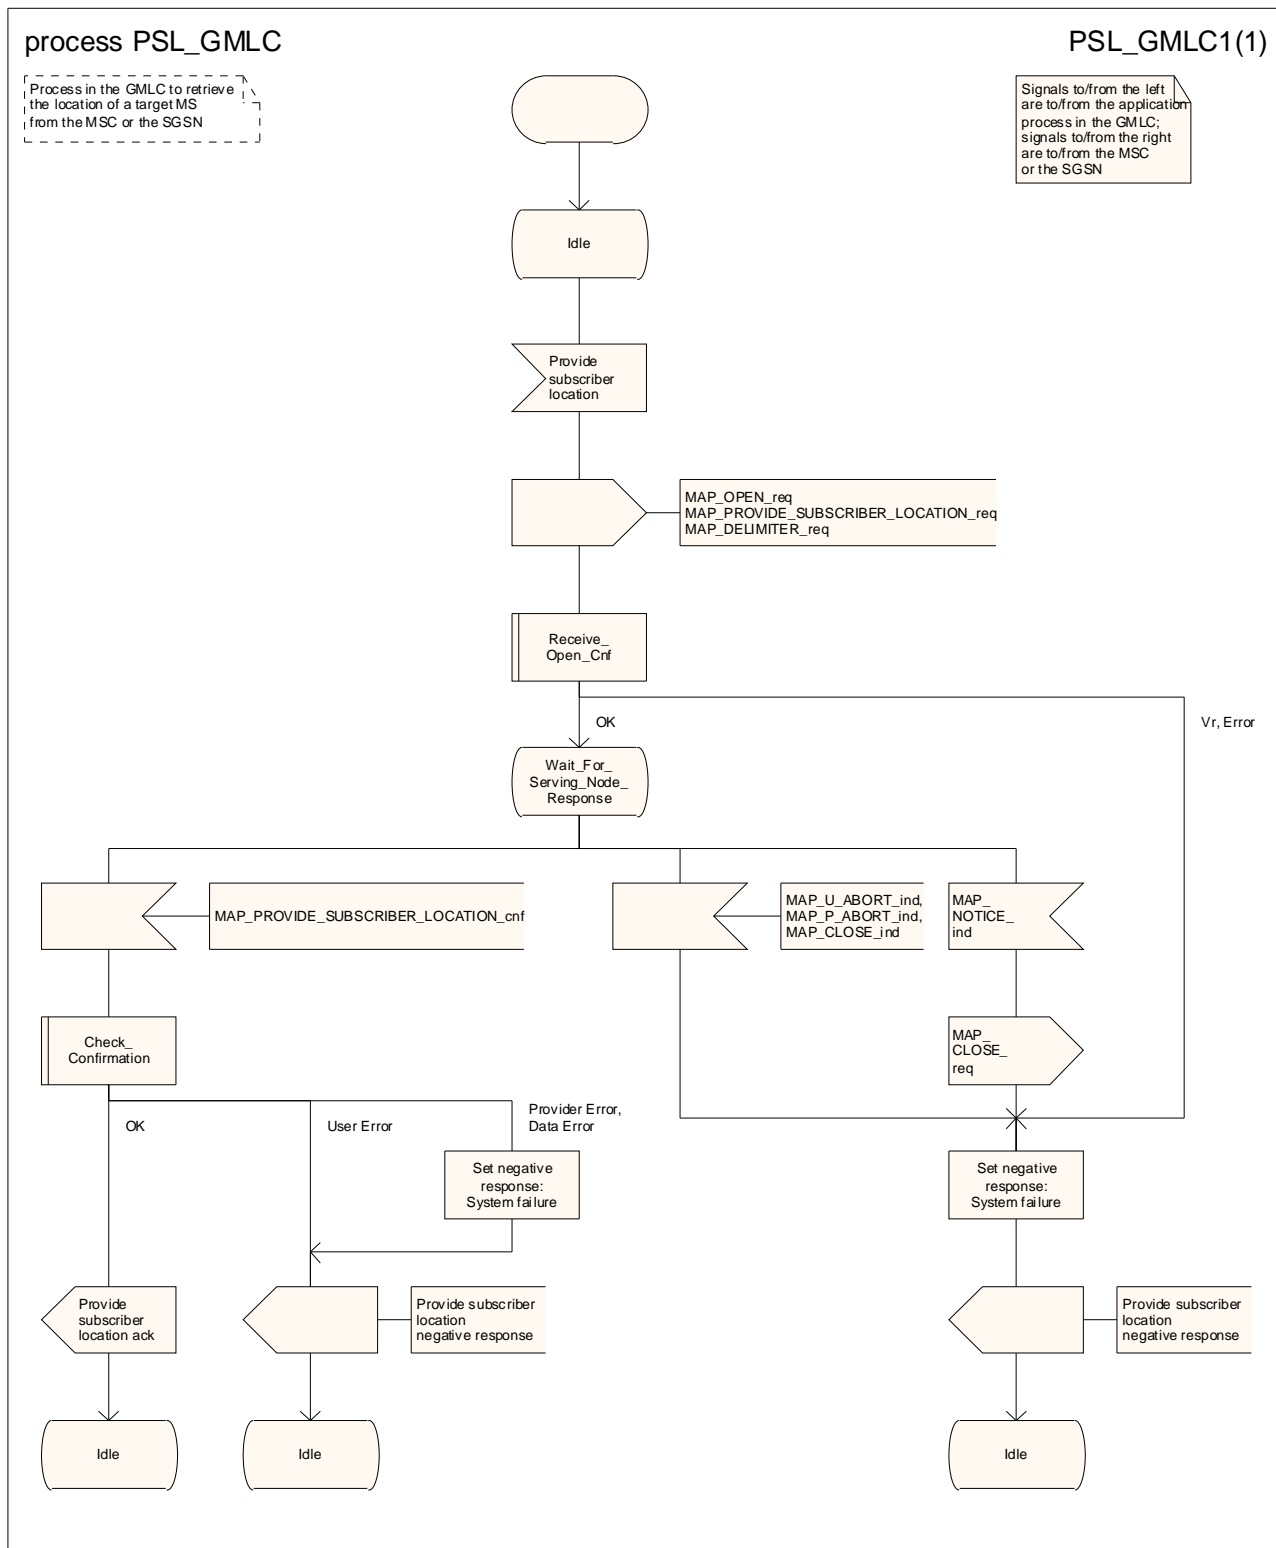 process PSL_GMLC
PSL_GMLC1(1)
Process in the GMLC to retrieve
the location of a target MS
from the MSC or the SGSN
Signals to/from the left
are to/from the application
process in the GMLC;
signals to/from the right
are to/from the MSC
or the SGSN
Idle
Provide
subscriber
location
MAP_OPEN_req
MAP_PROVIDE_SUBSCRIBER_LOCATION_req
MAP_DELIMITER_req
Receive_
Open_Cnf
OK
Vr, Error
Wait_For_
Serving_Node_
Response
MAP_PROVIDE_SUBSCRIBER_LOCATION_cnf
MAP_U_ABORT_ind,
MAP_P_ABORT_ind,
MAP_CLOSE_ind
MAP_
NOTICE_
ind
Check_
Confirmation
MAP_
CLOSE_
req
OK
User Error
Provider Error,
Data Error
Set negative
response:
System failure
Set negative
response:
System failure
Provide
subscriber
location ack
Provide subscriber
location
negative response
Provide subscriber
location
negative response
Idle
Idle
Idle